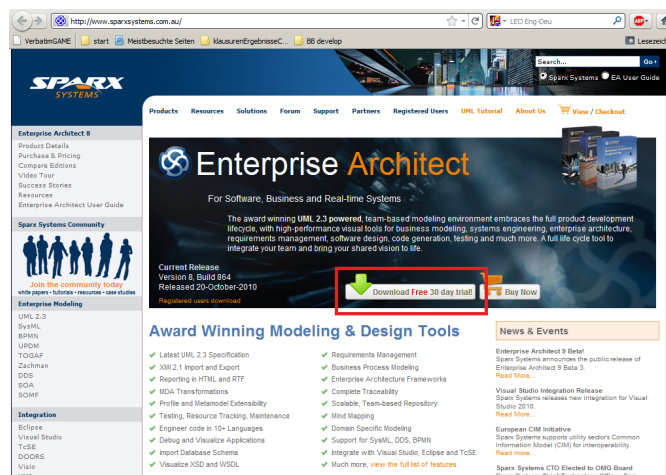 http://www.sparxsystems.com.au/
LEO Eng-Deu
VerbatimGAME start Meistbesuchte Seiten klausurenErgebnisseC... BB develop
Lesezeich
Search... Go
Sparx Systems EA User Guide
SPARX
SYSTEMS
Products Resources Solutions Forum Support Partners Registered Users UML Tutorial About Us View / Checkout
Enterprise Architect 8
Product Details
Purchase & Pricing
Compare Editions
Video Tour
Success Stories
Resources
Enterprise Architect User Guide
Sparx Systems Community
Join the community today
white papers • tutorials • resources • case studies
Enterprise Modeling
UML 2.3
SysML
BPMN
UPDM
TOGAF
Zachman
DDS
SOA
SOMF
Integration
Eclipse
Visual Studio
TcSE
DOORS
Visio
Enterprise Architect
For Software, Business and Real-time Systems
The award winning UML 2.3 powered, team-based modeling environment embraces the full product development
lifecycle, with high-performance visual tools for business modeling, systems engineering, enterprise architecture,
requirements management, software design, code generation, testing and much more. A full life cycle tool to
integrate your team and bring your shared vision to life.
Current Release
Version 8, Build 864
Released 20-October-2010
Registered users download
Download Free 30 day trial!
Buy Now
Award Winning Modeling & Design Tools
Latest UML 2.3 Specification
XMI 2.1 Import and Export
Reporting in HTML and RTF
MDA Transformations
Profile and Metamodel Extensibility
Testing, Resource Tracking, Maintenance
Engineer code in 10+ Languages
Debug and Visualize Applications
Import Database Schema
Visualize XSD and WSDL
Requirements Management
Business Process Modeling
Enterprise Architecture Frameworks
Complete Traceability
Scalable, Team-based Repository
Mind Mapping
Domain Specific Modeling
Support for SysML, DDS, BPMN
Integrate with Visual Studio, Eclipse and TcSE
Much more, view the full list of features
News & Events
Enterprise Architect 9 Beta!
Sparx Systems announces the public release of
Enterprise Architect 9 Beta 3.
Read More...
Visual Studio Integration Release
Sparx Systems releases new integration for Visual
Studio 2010.
Read More...
European CIM Initiative
Sparx Systems supports utility sector's Common
Information Model (CIM) for interoperability.
Read more...
Sparx Systems CTO Elected to OMG Board